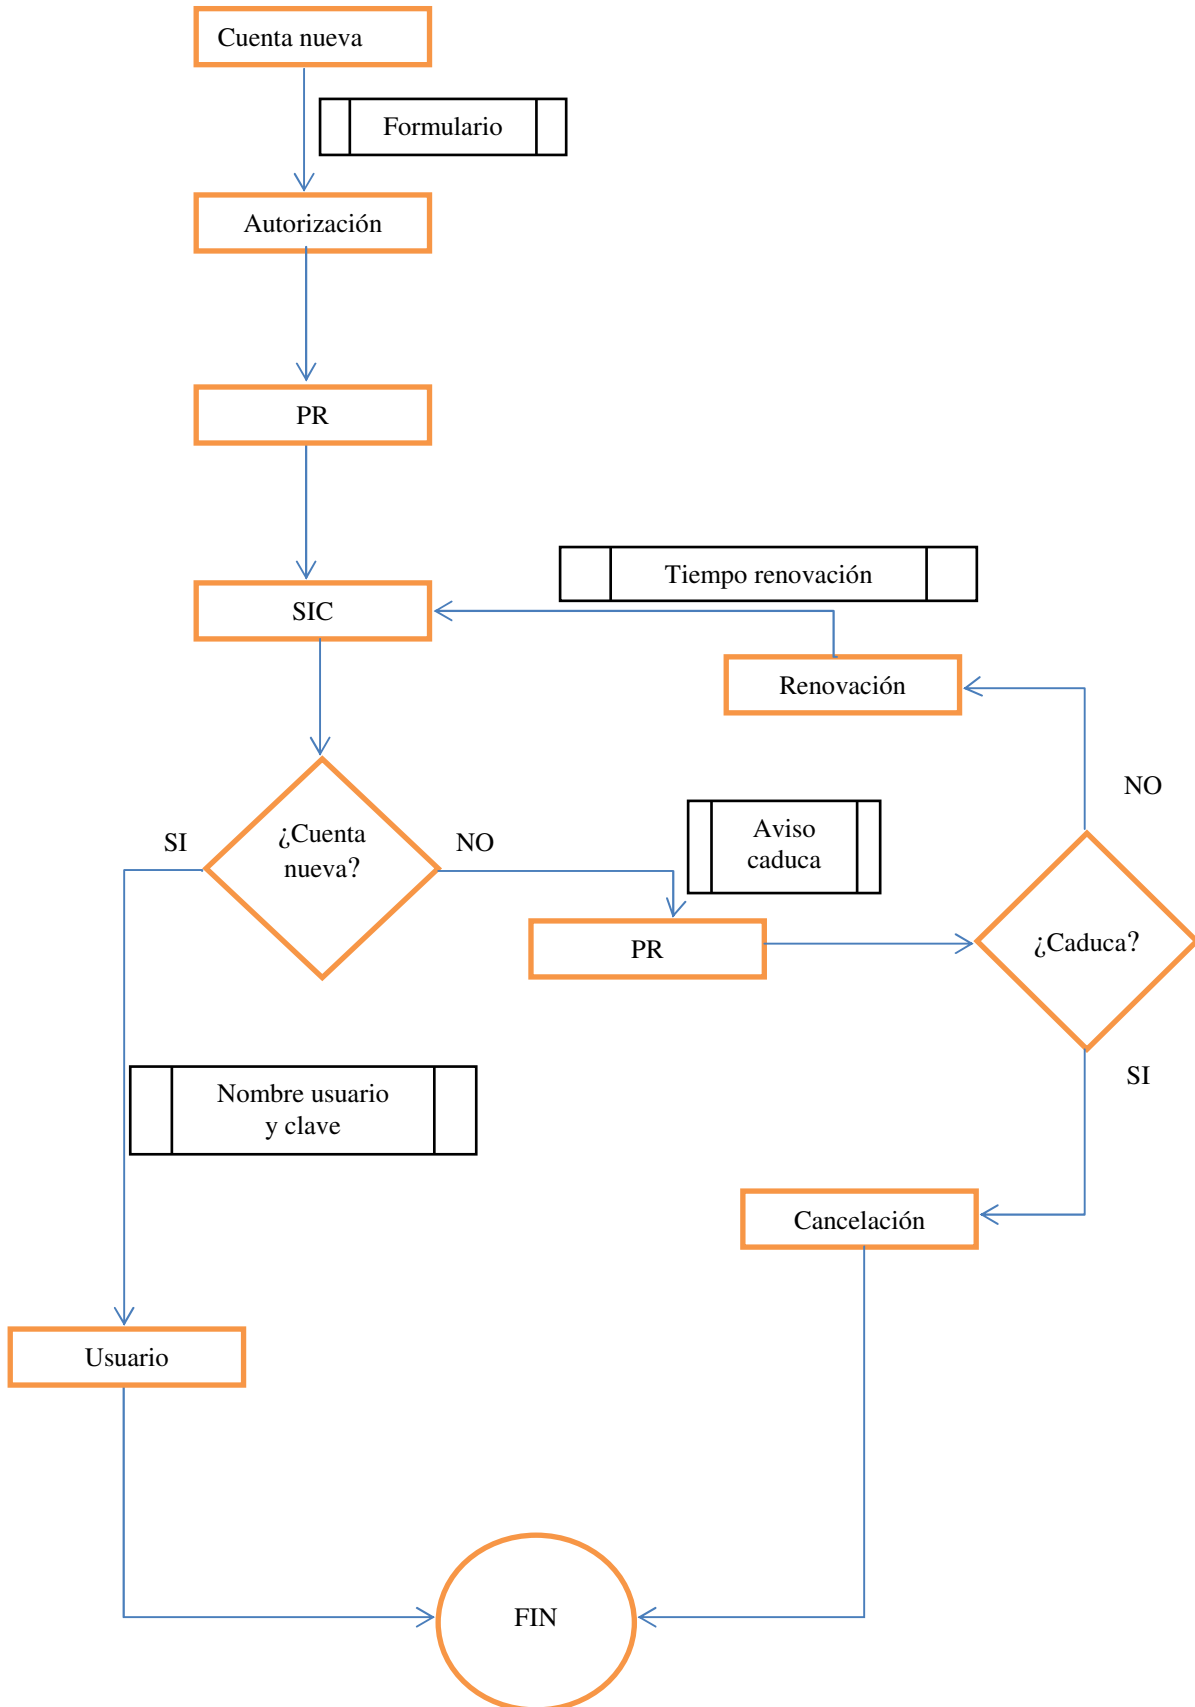 Cuenta nueva
Formulario
Autorización
PR
Tiempo renovación
SIC
Renovación
NO
¿Cuenta
nueva?
SI
NO
Aviso
caduca
PR
¿Caduca?
SI
Nombre usuario
y clave
Cancelación
Usuario
FIN